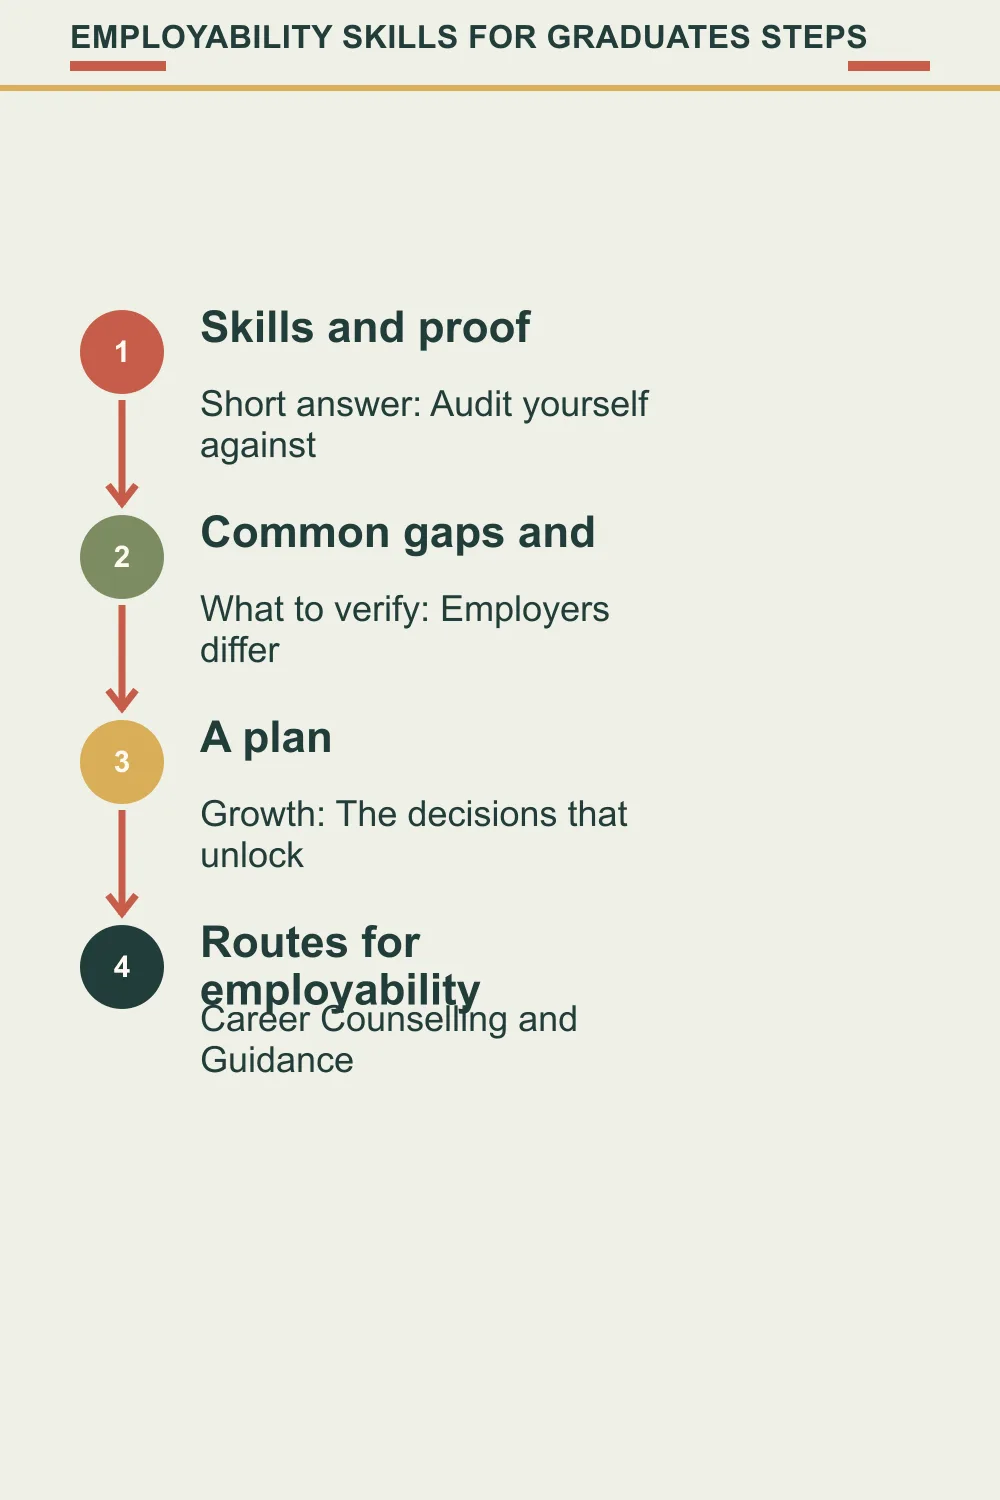 EMPLOYABILITY SKILLS FOR GRADUATES STEPS
1
Skills and proof
Short answer: Audit yourself
against
2
Common gaps and
What to verify: Employers
differ
3
A plan
Growth: The decisions that
unlock
4
Routes for
employability
Career Counselling and
Guidance